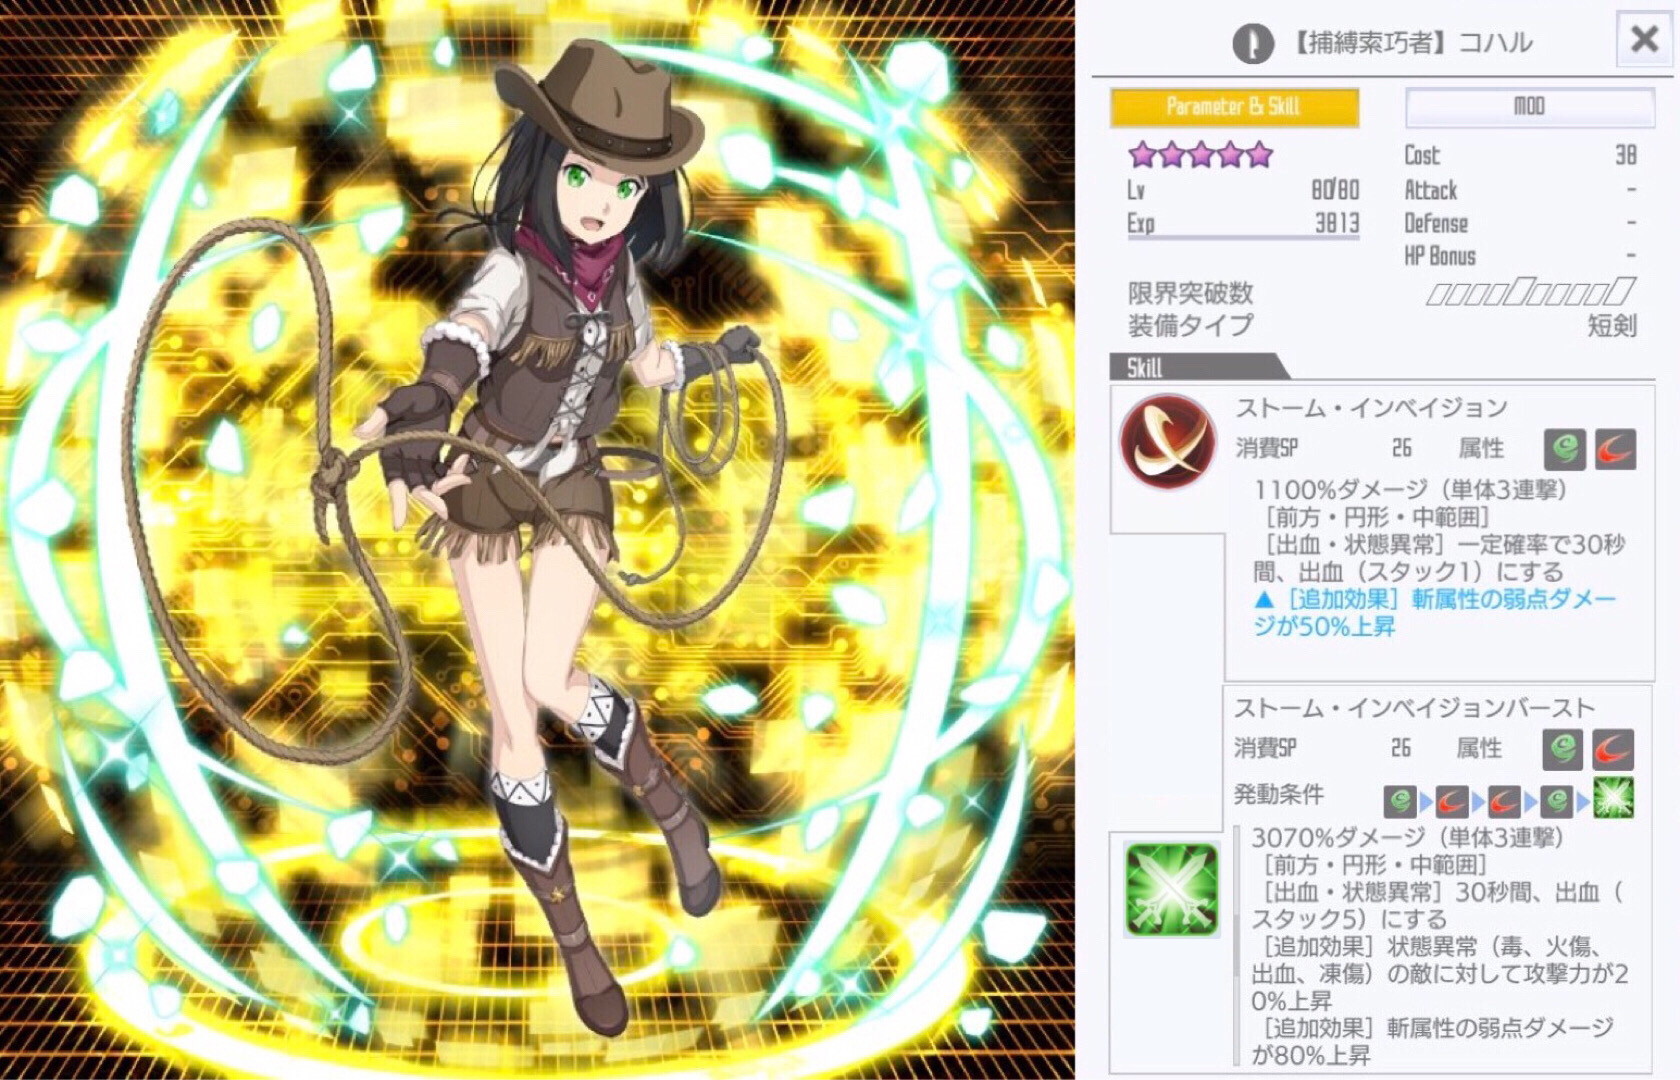 【捕縛索巧者】コハル
Parameter & Skill
MOD
Cost 38
Lv 80/80
Attack -
Exp 3813
Defense -
HP Bonus -
限界突破数
装備タイプ 短剣
Skill
ストーム・インベイジョン
消費SP 26 属性
1100%ダメージ（単体3連撃）
［前方・円形・中範囲］
［出血・状態異常］一定確率で30秒
間、出血（スタック1）にする
▲［追加効果］斬属性の弱点ダメー
ジが50%上昇
ストーム・インベイジョンバースト
消費SP 26 属性
発動条件
3070%ダメージ（単体3連撃）
［前方・円形・中範囲］
［出血・状態異常］30秒間、出血（
スタック5）にする
［追加効果］状態異常（毒、火傷、
出血、凍傷）の敵に対して攻撃力が2
0%上昇
［追加効果］斬属性の弱点ダメージ
が80%上昇